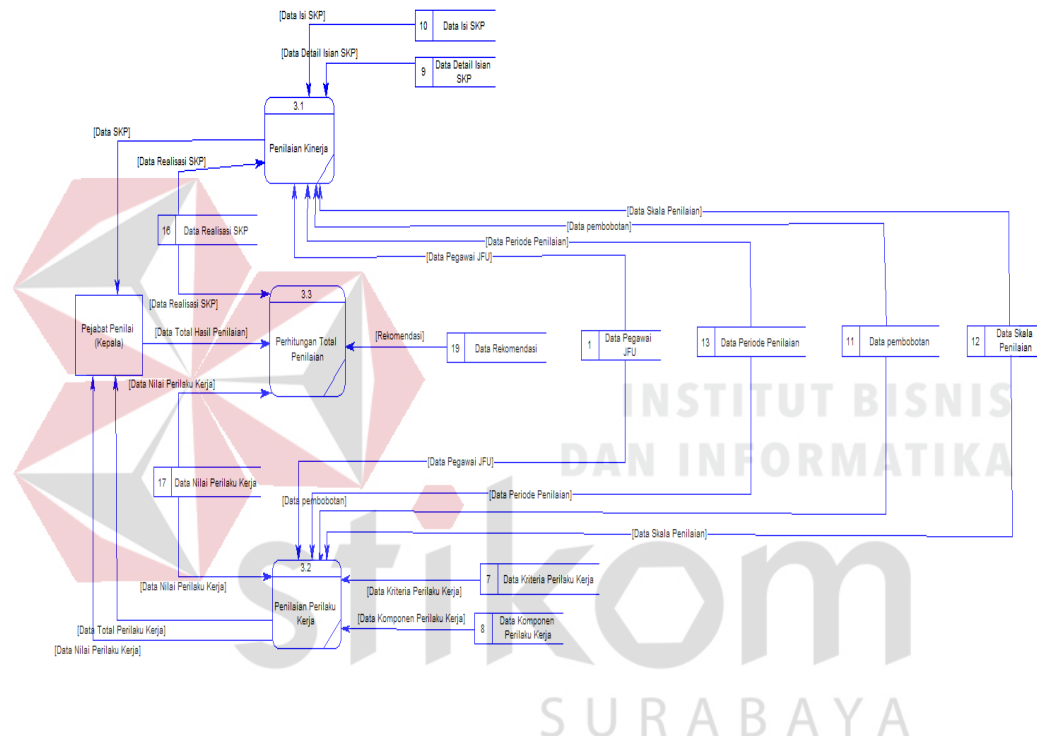 [Data Isi SKP]
10 Data Isi SKP
[Data Detail Isian SKP]
9 Data Detail Isian
SKP
3.1
Penilaian Kinerja
[Data SKP]
[Data Realisasi SKP]
16 Data Realisasi SKP
[Data Skala Penilaian]
[Data pembobotan]
[Data Periode Penilaian]
[Data Pegawai JFU]
[Data Realisasi SKP]
3.3
Perhitungan Total
Penilaian
Pejabat Penilai
(Kepala)
[Data Total Hasil Penilaian]
[Rekomendasi]
19 Data Rekomendasi
1 Data Pegawai
JFU
13 Data Periode Penilaian
11 Data pembobotan
12 Data Skala
Penilaian
[Data Nilai Perilaku Kerja]
INSTITUT BISNIS
DAN INFORMATIKA
[Data Pegawai JFU]
17 Data Nilai Perilaku Kerja
[Data pembobotan]
[Data Periode Penilaian]
[Data Skala Penilaian]
stikom
3.2
Penilaian Perilaku
Kerja
[Data Nilai Perilaku Kerja]
7 Data Kriteria Perilaku Kerja
[Data Kriteria Perilaku Kerja]
[Data Komponen Perilaku Kerja]
8 Data Komponen
Perilaku Kerja
[Data Total Perilaku Kerja]
[Data Nilai Perilaku Kerja]
SURABAYA